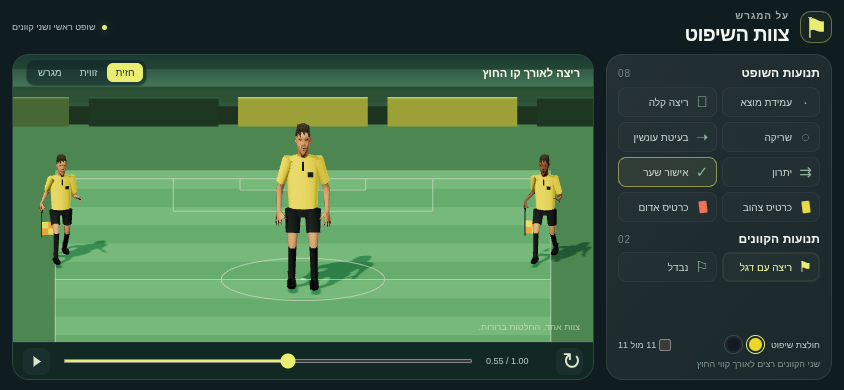 על המגרש
צוות השיפוט
שופט ראשי ושני קוונים
תנועות השופט
08
עמידת מוצא
ריצה קלה
שריקה
בעיטת עונשין
יתרון
אישור שער
כרטיס צהוב
כרטיס אדום
תנועות הקוונים
02
ריצה עם דגל
נבדל
חולצת שיפוט
11 מול 11
שני הקוונים רצים לאורך קווי החוץ
ריצה לאורך קו החוץ
חזית
זווית
מגרש
צוות אחד. החלטות ברורות.
0.55 / 1.00